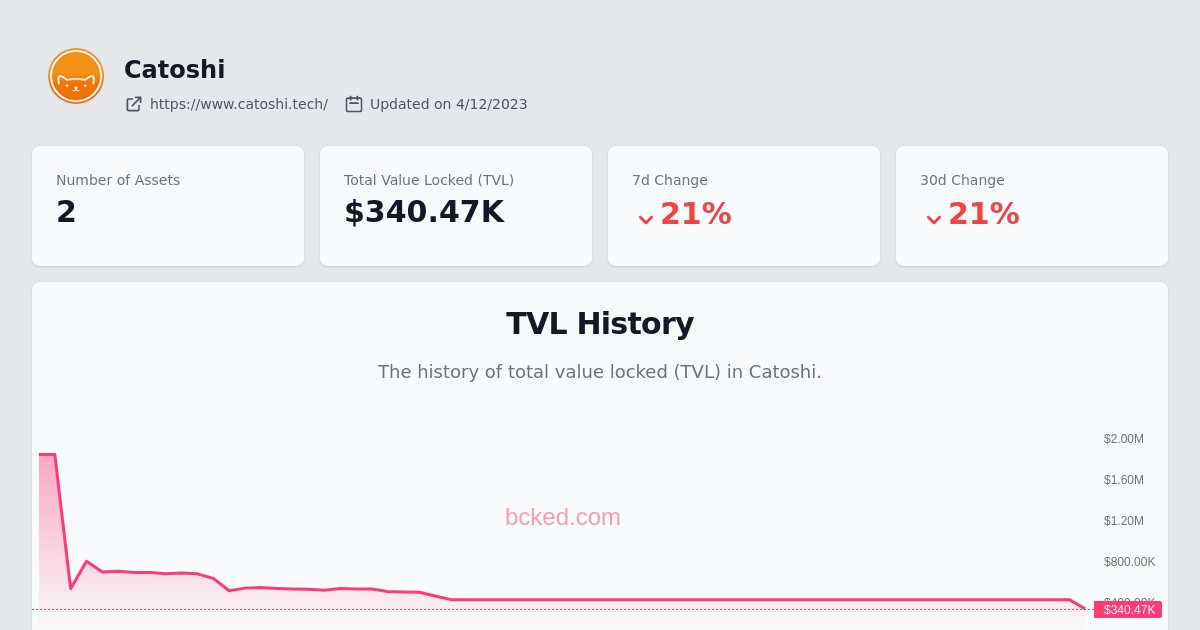 Catoshi
https://www.catoshi.tech/ Updated on 4/12/2023
Number of Assets
2
Total Value Locked (TVL)
$340.47K
7d Change
21%
30d Change
21%
TVL History
The history of total value locked (TVL) in Catoshi.
$2.00M
$1.60M
bcked.com
$1.20M
$800.00K
$400.00K
$340.47K